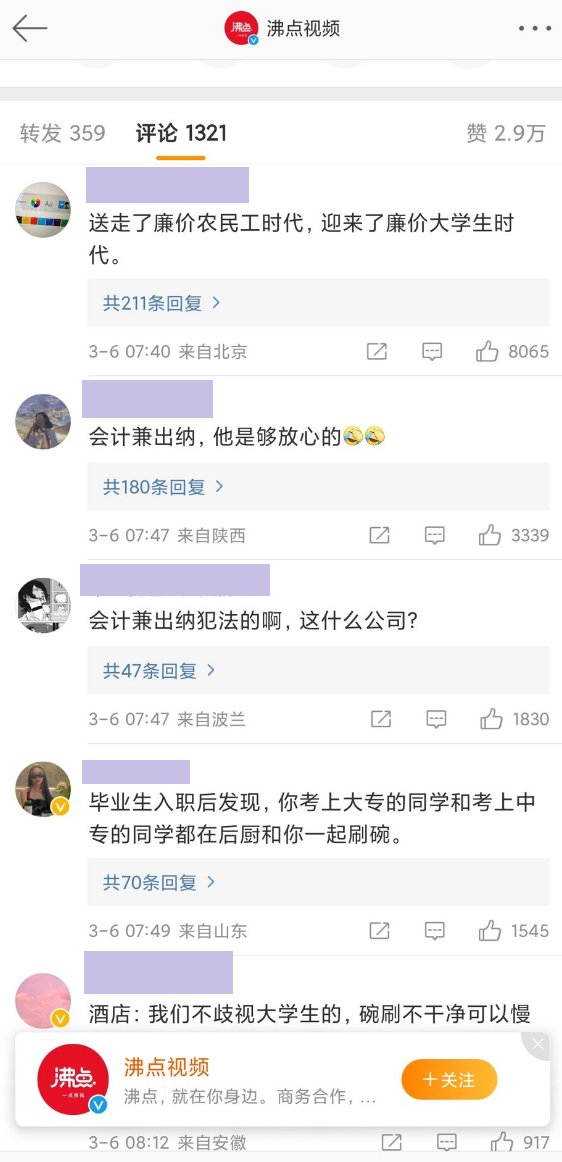 沸点视频
转发 359 评论 1321 赞 2.9万
送走了廉价农民工时代，迎来了廉价大学生时
代。
共211条回复 >
3-6 07:40 来自北京 8065
会计兼出纳，他是够放心的🤣🤣
共180条回复 >
3-6 07:47 来自陕西 3339
会计兼出纳犯法的啊，这什么公司？
共47条回复 >
3-6 07:47 来自波兰 1830
毕业生入职后发现，你考上大专的同学和考上中
专的同学都在后厨和你一起刷碗。
共70条回复 >
3-6 07:49 来自山东 1545
酒店：我们不歧视大学生的，碗刷不干净可以慢
沸点
沸点视频
沸点，就在你身边。商务合作，...
+关注
3-6 08:12 来自安徽 917